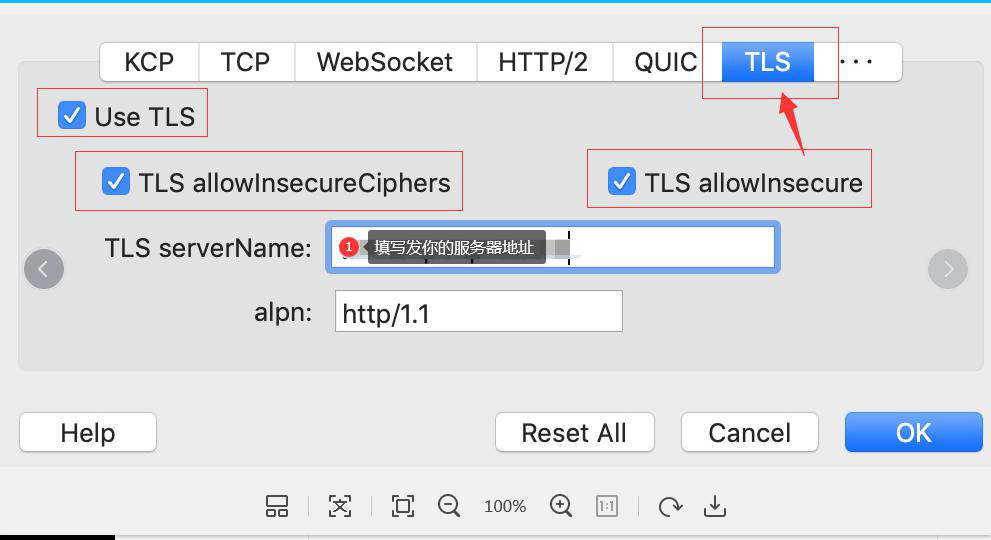 KCP TCP WebSocket HTTP/2 QUIC TLS ···
Use TLS
TLS allowInsecureCiphers TLS allowInsecure
TLS serverName: 1 填写发你的服务器地址
alpn: http/1.1
Help Reset All Cancel OK
100% 1:1